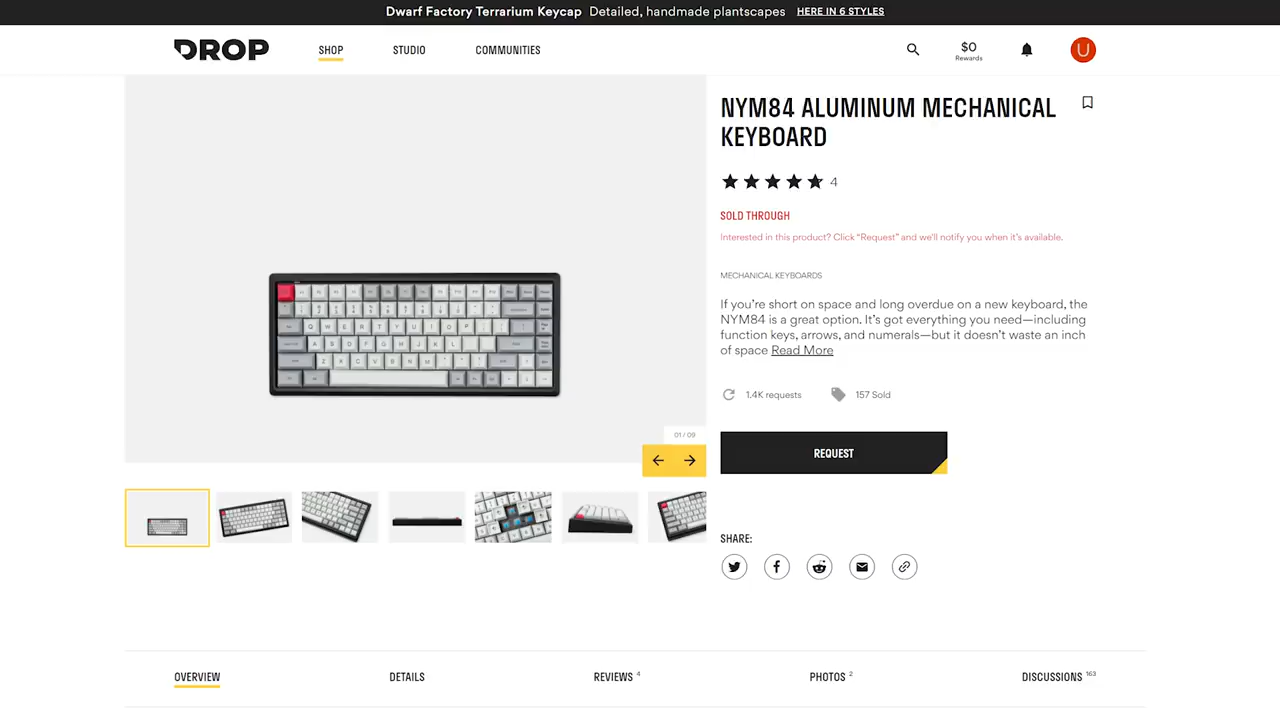 Dwarf Factory Terrarium Keycap Detailed, handmade plantscapes HERE IN 6 STYLES
DROP
SHOP
STUDIO
COMMUNITIES
$0
Rewards
U
NYM84 ALUMINUM MECHANICAL
KEYBOARD
4
SOLD THROUGH
Interested in this product? Click “Request” and we’ll notify you when it’s available.
MECHANICAL KEYBOARDS
If you’re short on space and long overdue on a new keyboard, the
NYM84 is a great option. It’s got everything you need—including
function keys, arrows, and numerals—but it doesn’t waste an inch
of space Read More
1.4K requests
157 Sold
01 / 09
REQUEST
SHARE:
OVERVIEW
DETAILS
REVIEWS 4
PHOTOS 2
DISCUSSIONS 163
Q W E R T Y U I O P
A S D F G H J K L
Z X C V B N M